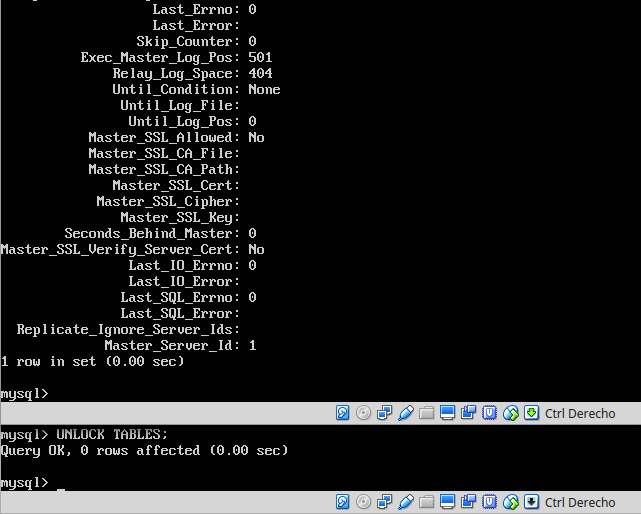 Last_Errno: 0
Last_Error:
Skip_Counter: 0
Exec_Master_Log_Pos: 501
Relay_Log_Space: 404
Until_Condition: None
Until_Log_File:
Until_Log_Pos: 0
Master_SSL_Allowed: No
Master_SSL_CA_File:
Master_SSL_CA_Path:
Master_SSL_Cert:
Master_SSL_Cipher:
Master_SSL_Key:
Seconds_Behind_Master: 0
Master_SSL_Verify_Server_Cert: No
Last_IO_Errno: 0
Last_IO_Error:
Last_SQL_Errno: 0
Last_SQL_Error:
Replicate_Ignore_Server_Ids:
Master_Server_Id: 1
1 row in set (0.00 sec)
mysql>
Ctrl Derecho
mysql> UNLOCK TABLES;
Query OK, 0 rows affected (0.00 sec)
mysql> _
Ctrl Derecho